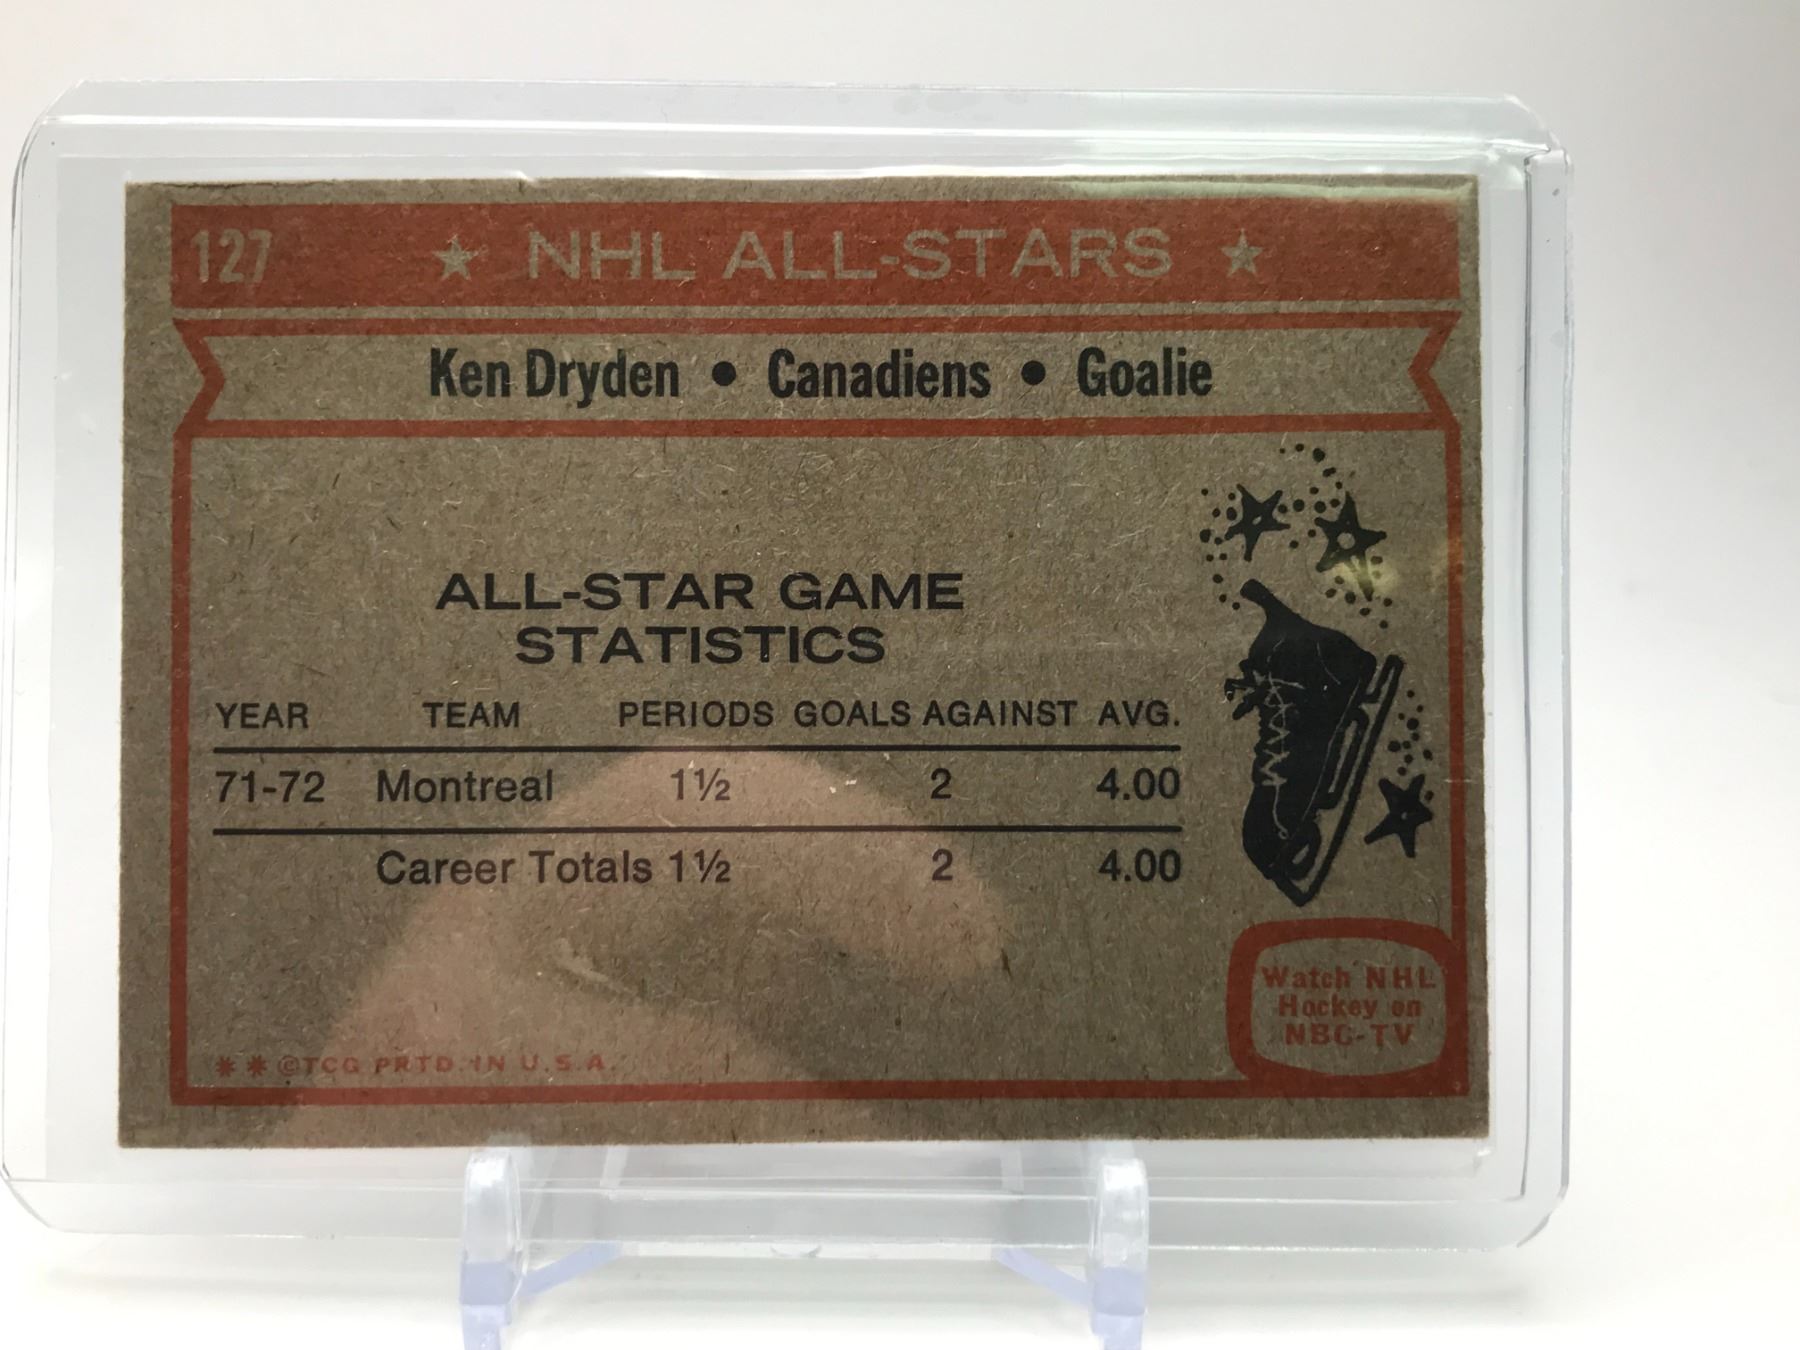 127 ★ NHL ALL-STARS ★
Ken Dryden • Canadiens • Goalie
ALL-STAR GAME
STATISTICS
YEAR TEAM PERIODS GOALS AGAINST AVG.
71-72 Montreal 1½ 2 4.00
Career Totals 1½ 2 4.00
Watch NHL
Hockey on
NBC-TV
✷ ✷ ©TCG PRTD. IN U.S.A.